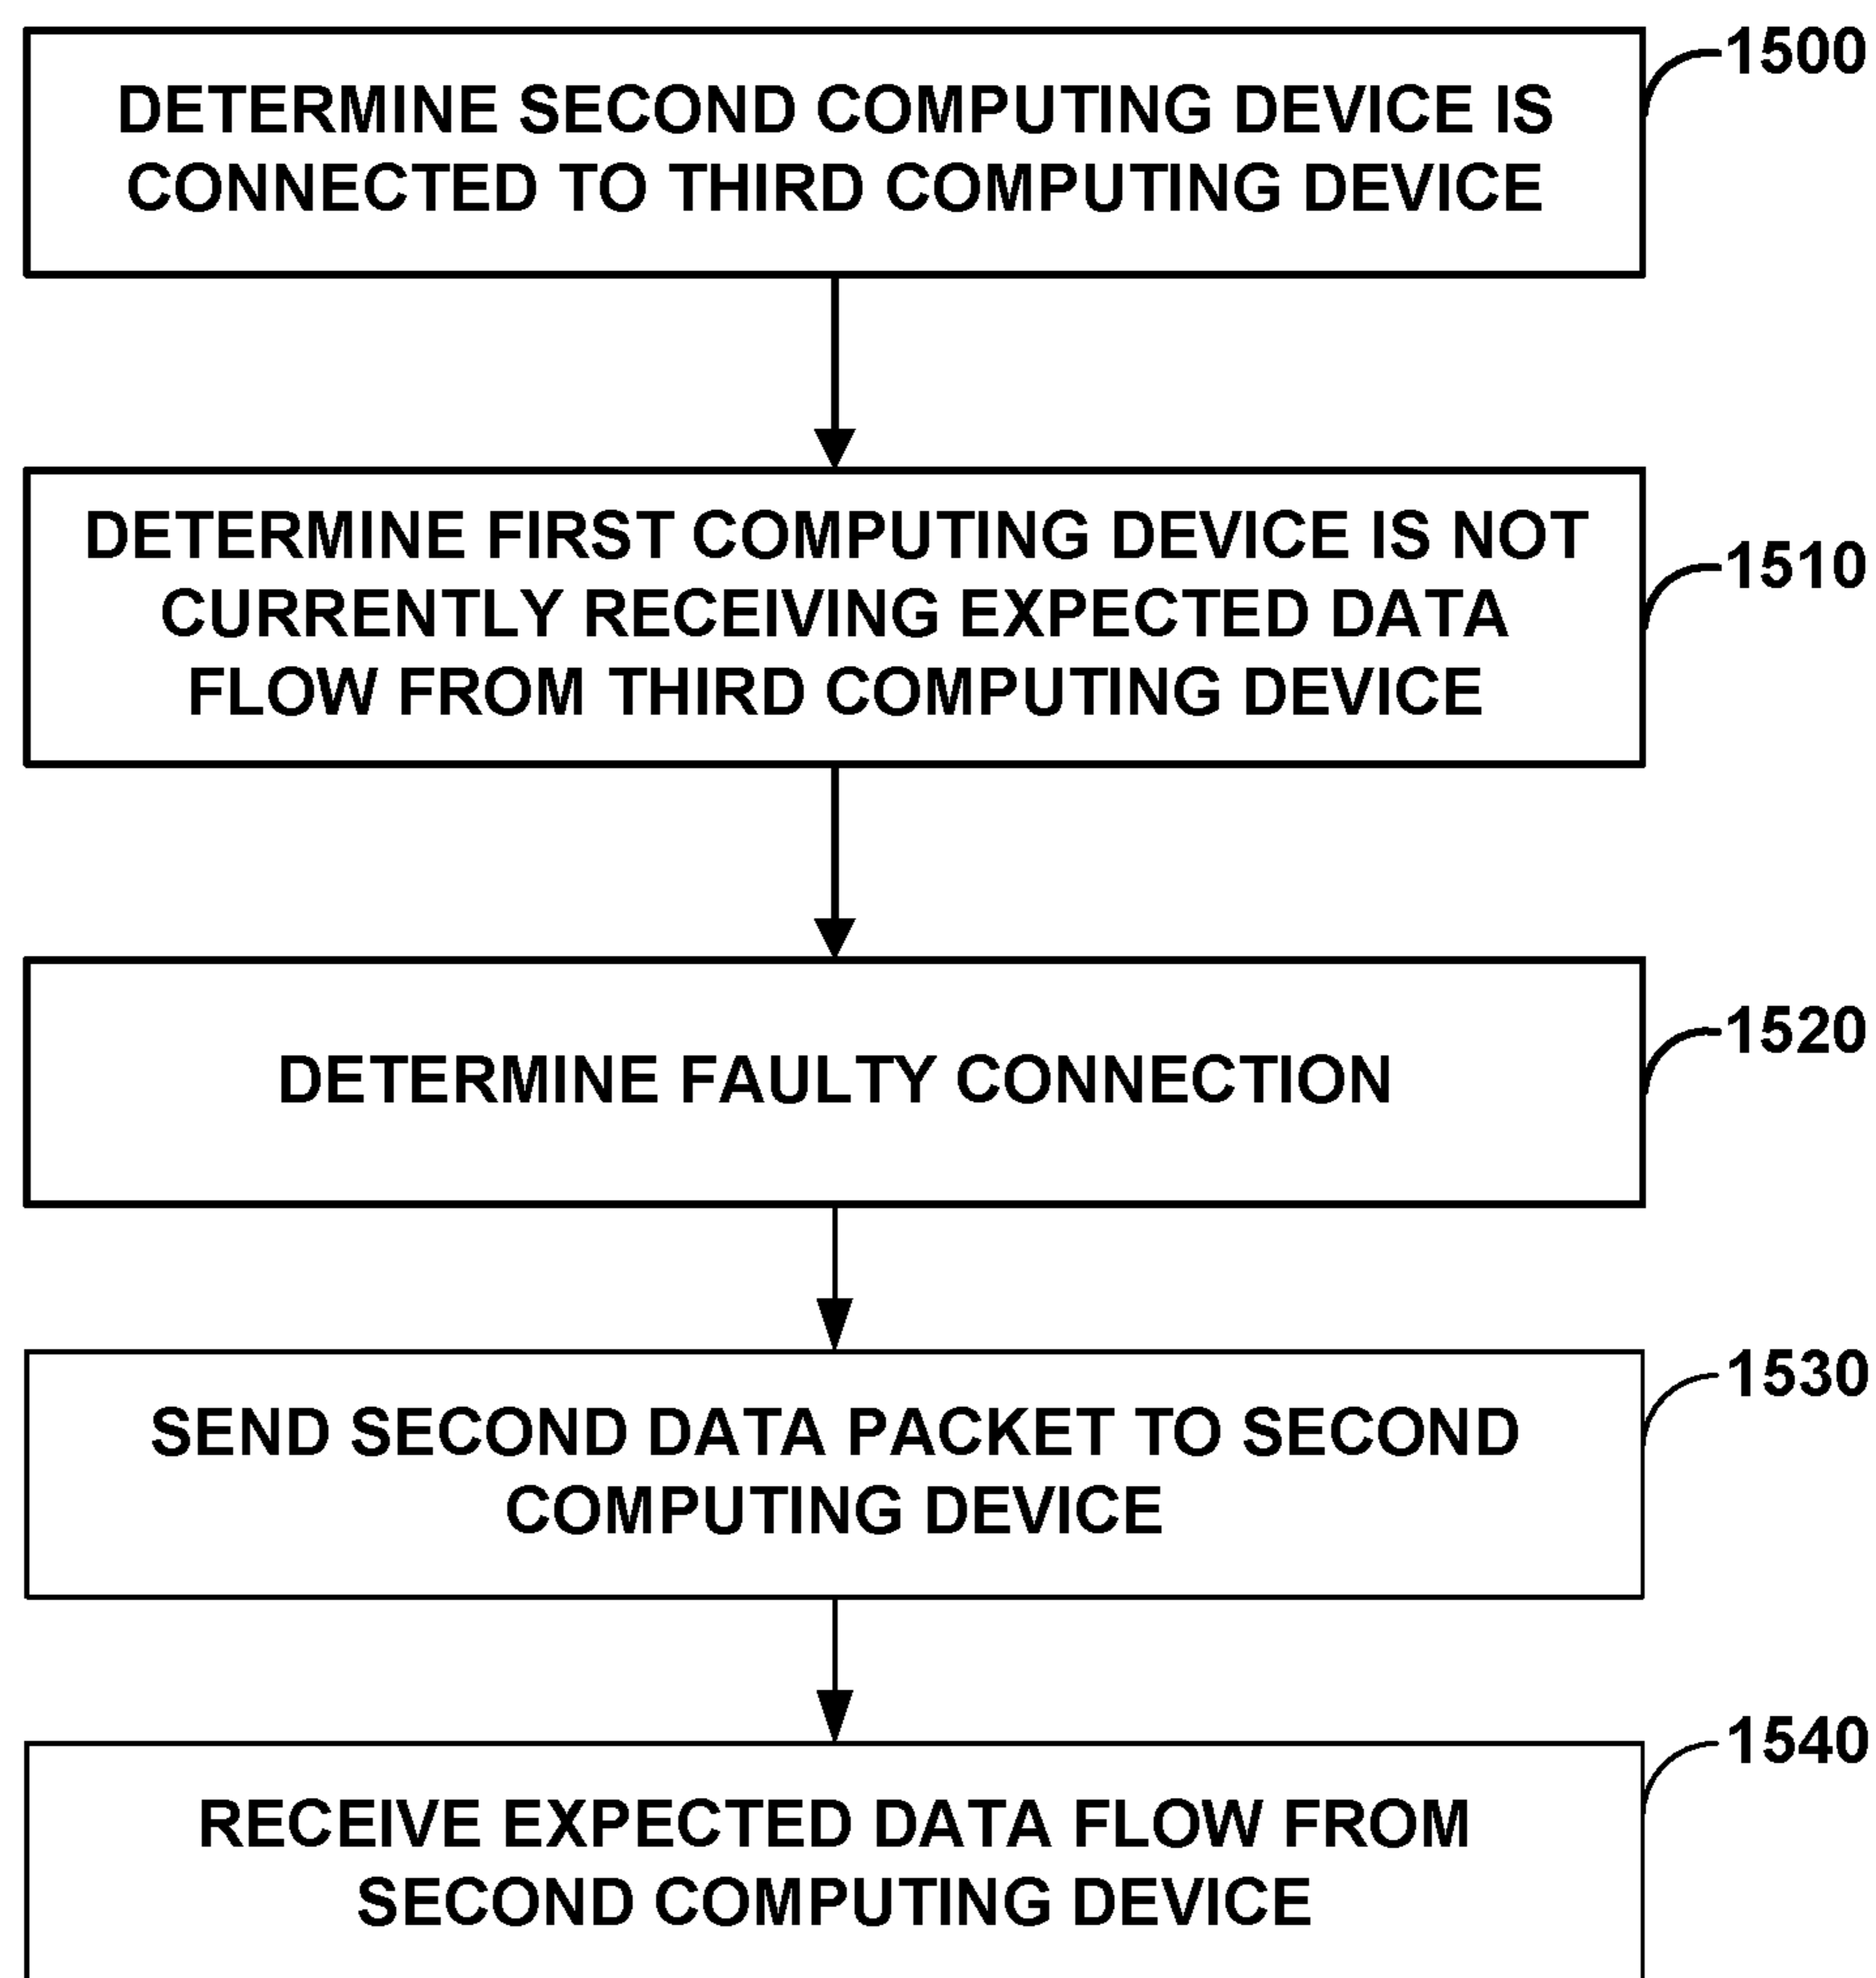 1500
DETERMINE SECOND COMPUTING DEVICE IS
CONNECTED TO THIRD COMPUTING DEVICE
1510
DETERMINE FIRST COMPUTING DEVICE IS NOT
CURRENTLY RECEIVING EXPECTED DATA
FLOW FROM THIRD COMPUTING DEVICE
1520
DETERMINE FAULTY CONNECTION
1530
SEND SECOND DATA PACKET TO SECOND
COMPUTING DEVICE
1540
RECEIVE EXPECTED DATA FLOW FROM
SECOND COMPUTING DEVICE